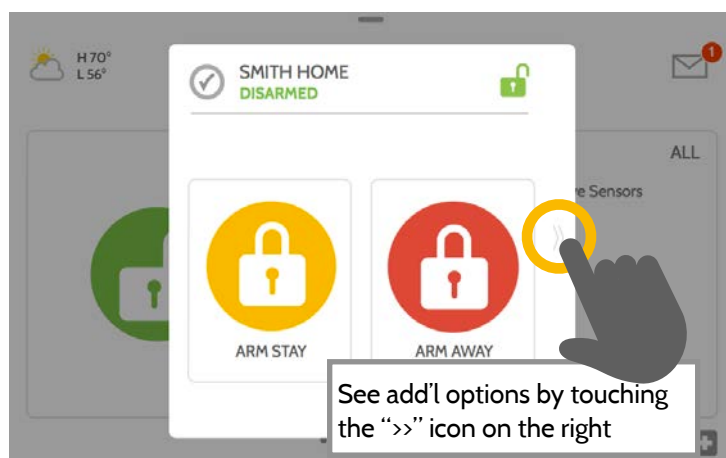 H 70°
L 56°
SMITH HOME
DISARMED
1
ALL
e Sensors
»
ARM STAY
ARM AWAY
See add’l options by touching
the “>>” icon on the right